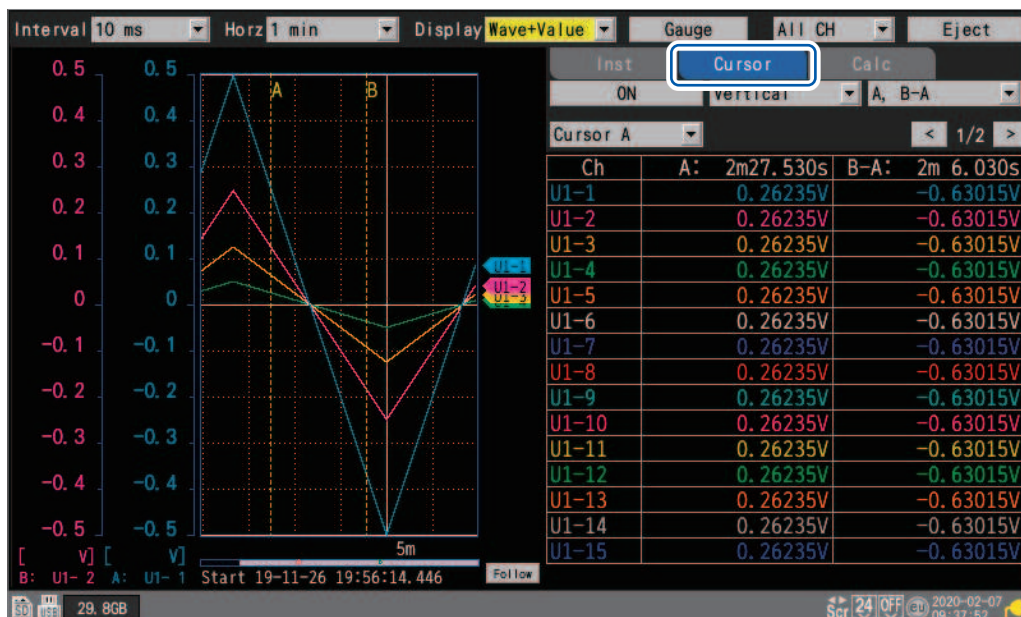 Interval 10 ms Horz 1 min Display Wave+Value Gauge All CH Eject
Inst Cursor Calc
ON Vertical A, B-A
Cursor A < 1/2 >
Ch A: 2m27.530s B-A: 2m 6.030s
U1-1 0.26235V -0.63015V
U1-2 0.26235V -0.63015V
U1-3 0.26235V -0.63015V
U1-4 0.26235V -0.63015V
U1-5 0.26235V -0.63015V
U1-6 0.26235V -0.63015V
U1-7 0.26235V -0.63015V
U1-8 0.26235V -0.63015V
U1-9 0.26235V -0.63015V
U1-10 0.26235V -0.63015V
U1-11 0.26235V -0.63015V
U1-12 0.26235V -0.63015V
U1-13 0.26235V -0.63015V
U1-14 0.26235V -0.63015V
U1-15 0.26235V -0.63015V
0.5 0.5
0.4 0.4
0.3 0.3
0.2 0.2
0.1 0.1
0 0
-0.1 -0.1
-0.2 -0.2
-0.3 -0.3
-0.4 -0.4
-0.5 -0.5
A B
U1-1
U1-2
U1-3
5m
[ V] [ V]
B: U1- 2 A: U1- 1 Start 19-11-26 19:56:14.446 Follow
SD USB 29.8GB Scr 24 OFF eu 2020-02-07
09:37:52